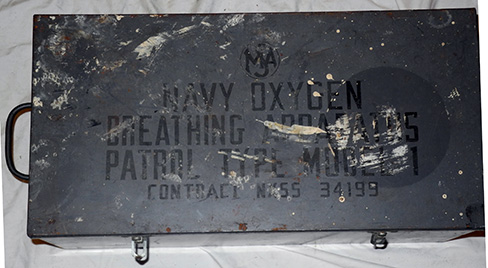 MSA
NAVY OXYGEN
BREATHING APPARATUS
PATROL TYPE MODEL 1
CONTRACT NXSS 34199